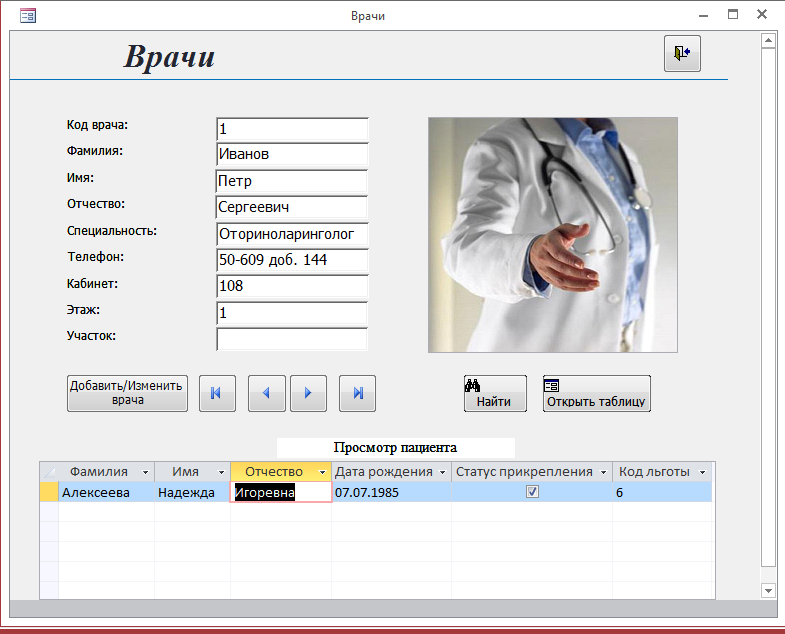 Врачи
Врачи
Код врача: 1
Фамилия: Иванов
Имя: Петр
Отчество: Сергеевич
Специальность: Оториноларинголог
Телефон: 50-609 доб. 144
Кабинет: 108
Этаж: 1
Участок:
Добавить/Изменить
врача
Найти
Открыть таблицу
Просмотр пациента
Фамилия Имя Отчество Дата рождения Статус прикрепления Код льготы
Алексеева Надежда Игоревна 07.07.1985 6